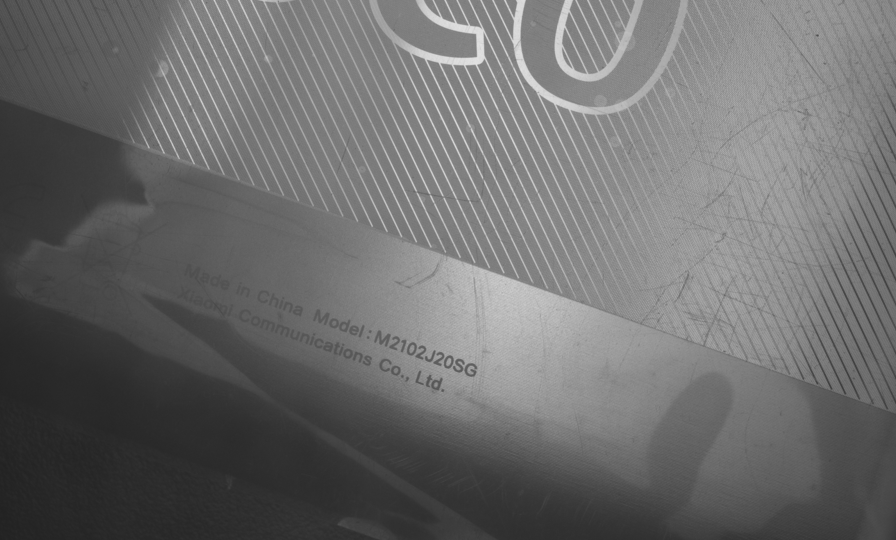 Made in China Model : M2102J20SG
Xiaomi Communications Co., Ltd.